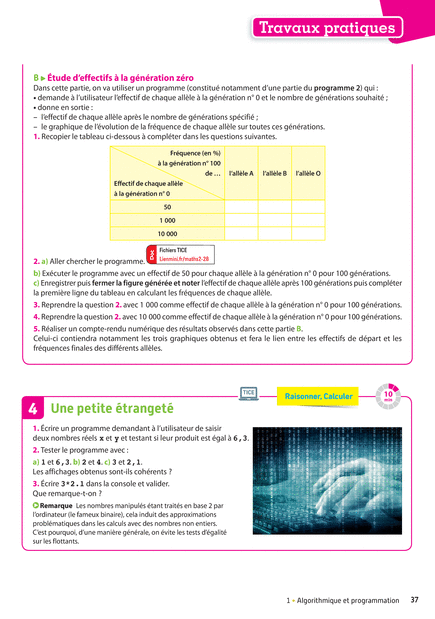 Travaux pratiques
B ▸ Étude d'effectifs à la génération zéro
Dans cette partie, on va utiliser un programme (constitué notamment d'une partie du programme 2) qui :
• demande à l'utilisateur l'effectif de chaque allèle à la génération n° 0 et le nombre de générations souhaité ;
• donne en sortie :
– l'effectif de chaque allèle après le nombre de générations spécifié ;
– le graphique de l'évolution de la fréquence de chaque allèle sur toutes ces générations.
1. Recopier le tableau ci-dessous à compléter dans les questions suivantes.
Fréquence (en %)
à la génération n° 100
de … l'allèle A l'allèle B l'allèle O
Effectif de chaque allèle
à la génération n° 0
50
1 000
10 000
2. a) Aller chercher le programme. Doc Fichiers TICE
Lienmini.fr/maths2-28
b) Exécuter le programme avec un effectif de 50 pour chaque allèle à la génération n° 0 pour 100 générations.
c) Enregistrer puis fermer la figure générée et noter l'effectif de chaque allèle après 100 générations puis compléter
la première ligne du tableau en calculant les fréquences de chaque allèle.
3. Reprendre la question 2. avec 1 000 comme effectif de chaque allèle à la génération n° 0 pour 100 générations.
4. Reprendre la question 2. avec 10 000 comme effectif de chaque allèle à la génération n° 0 pour 100 générations.
5. Réaliser un compte-rendu numérique des résultats observés dans cette partie B.
Celui-ci contiendra notamment les trois graphiques obtenus et fera le lien entre les effectifs de départ et les
fréquences finales des différents allèles.
TICE
Raisonner, Calculer
10
min
4 Une petite étrangeté
1. Écrire un programme demandant à l'utilisateur de saisir
deux nombres réels x et y et testant si leur produit est égal à 6,3.
2. Tester le programme avec :
a) 1 et 6,3. b) 2 et 4. c) 3 et 2,1.
Les affichages obtenus sont-ils cohérents ?
3. Écrire 3*2.1 dans la console et valider.
Que remarque-t-on ?
Remarque Les nombres manipulés étant traités en base 2 par
l'ordinateur (le fameux binaire), cela induit des approximations
problématiques dans les calculs avec des nombres non entiers.
C'est pourquoi, d'une manière générale, on évite les tests d'égalité
sur les flottants.
1 • Algorithmique et programmation 37